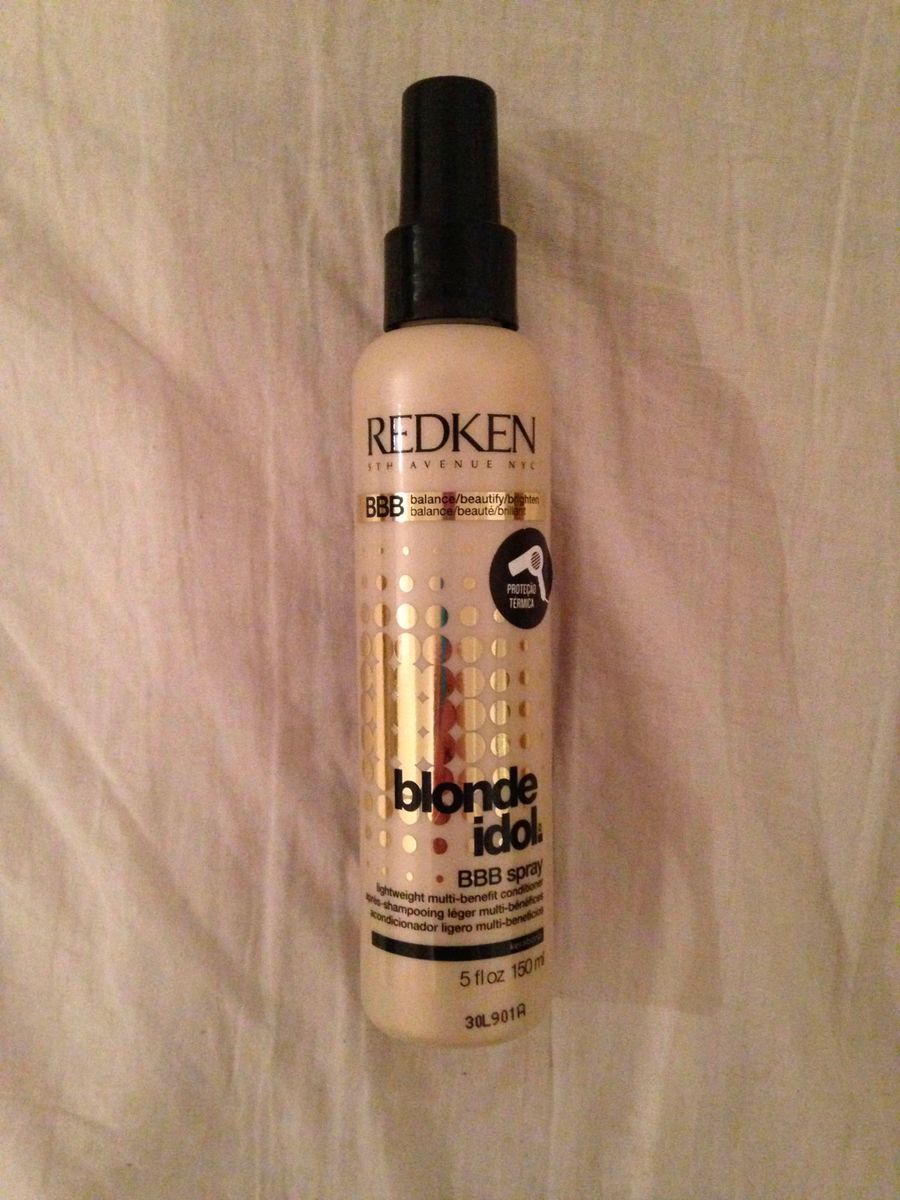 REDKEN
5TH AVENUE NYC
BBB balance/beautify/brighten
balance/beauté/brillant
PROTEÇÃO
TÉRMICA
blonde
idol.
BBB spray
lightweight multi-benefit conditioner
après-shampooing léger multi-bénéfices
acondicionador ligero multi-beneficios
5 fl oz 150 ml
30L901A